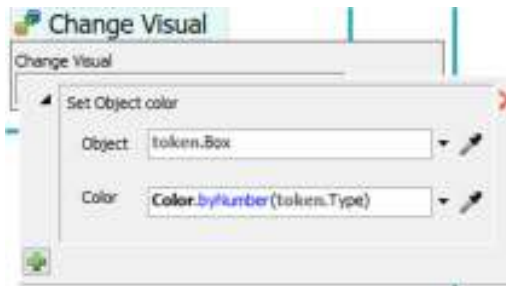 Change Visual
Change Visual
Set Object color
Object token.Box
Color Color.byNumber(token.Type)